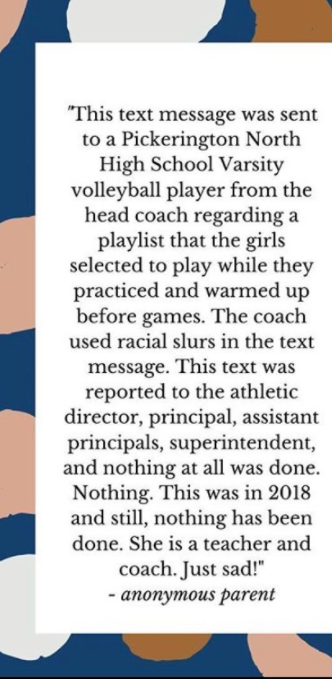 "This text message was sent
to a Pickerington North
High School Varsity
volleyball player from the
head coach regarding a
playlist that the girls
selected to play while they
practiced and warmed up
before games. The coach
used racial slurs in the text
message. This text was
reported to the athletic
director, principal, assistant
principals, superintendent,
and nothing at all was done.
Nothing. This was in 2018
and still, nothing has been
done. She is a teacher and
coach. Just sad!"
- anonymous parent